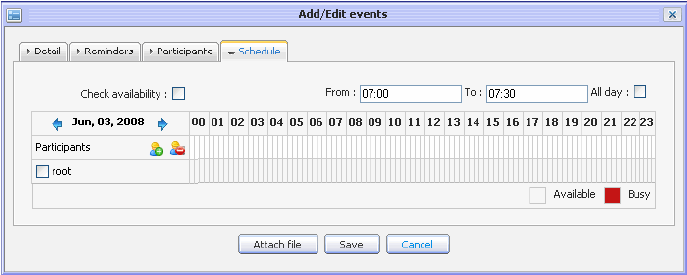 Add/Edit events
Detail Reminders Participants Schedule
Check availability : From : 07:00 To : 07:30 All day :
Jun, 03, 2008 00 01 02 03 04 05 06 07 08 09 10 11 12 13 14 15 16 17 18 19 20 21 22 23
Participants
root
Available Busy
Attach file Save Cancel